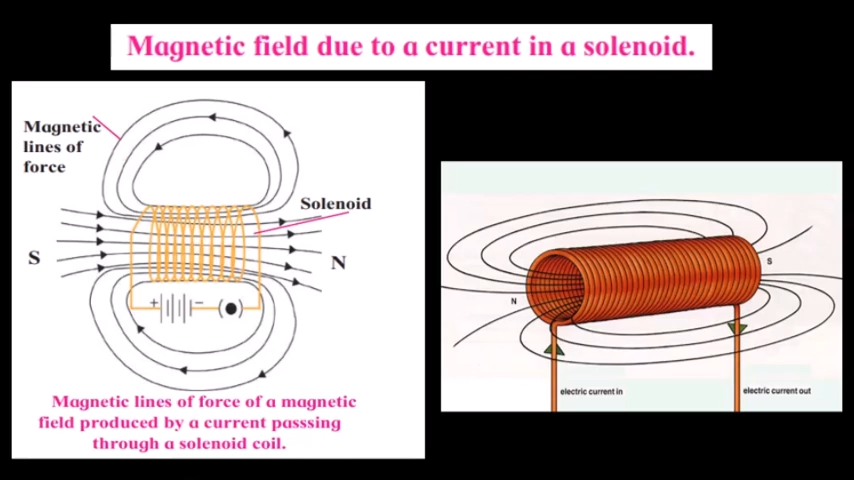 Magnetic field due to a current in a solenoid.
Magnetic
lines of
force
Solenoid
S
N
+
−
Magnetic lines of force of a magnetic
field produced by a current passsing
through a solenoid coil.
S
N
electric current in
electric current out